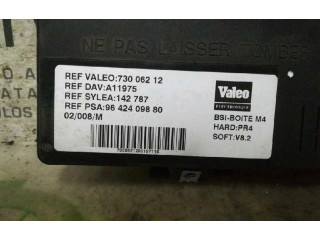 NE PAS LAISSER TOMBER
REF VALEO:730 062 12
REF DAV:A11975
REF SYLEA:142 787
REF PSA:96 424 098 80
02/008/M
Valeo
BSI-BOITE M4
HARD:PR4
SOFT:V8.2